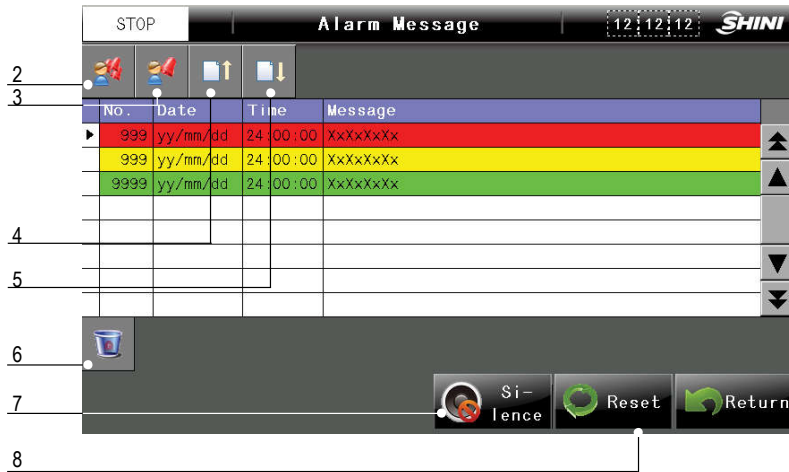 STOP Alarm Message 12 12 12 SHINI
2
3
No. Date Time Message
999 yy/mm/dd 24:00:00 XxXxXxXx
999 yy/mm/dd 24:00:00 XxXxXxXx
9999 yy/mm/dd 24:00:00 XxXxXxXx
4
5
6
7
Si-
lence
Reset
Return
8